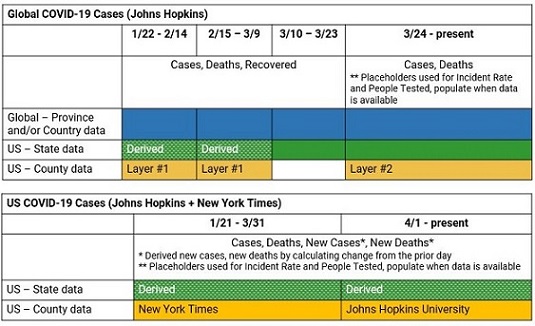 Global COVID-19 Cases (Johns Hopkins)
1/22 - 2/14 2/15 – 3/9 3/10 – 3/23 3/24 - present
Cases, Deaths, Recovered
Cases, Deaths
** Placeholders used for Incident Rate
and People Tested, populate when data
is available
Global – Province
and/or Country data
US – State data Derived Derived
US – County data Layer #1 Layer #1 Layer #2
US COVID-19 Cases (Johns Hopkins + New York Times)
1/21 - 3/31 4/1 - present
Cases, Deaths, New Cases*, New Deaths*
* Derived new cases, new deaths by calculating change from the prior day
** Placeholders used for Incident Rate and People Tested, populate when data is available
US – State data Derived Derived
US – County data New York Times Johns Hopkins University